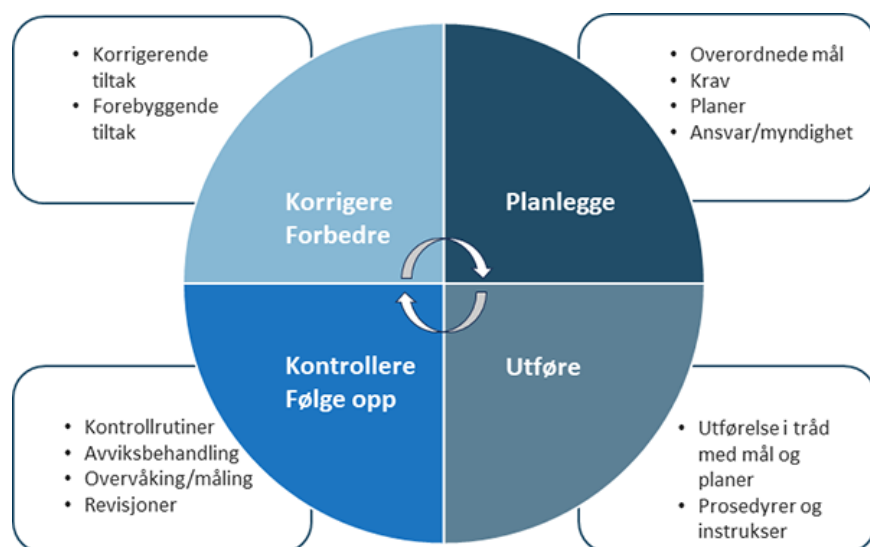 • Korrigerende
tiltak
• Forebyggende
tiltak
• Overordnede mål
• Krav
• Planer
• Ansvar/myndighet
Korrigere
Forbedre
Planlegge
Kontrollere
Følge opp
Utføre
• Kontrollrutiner
• Avviksbehandling
• Overvåking/måling
• Revisjoner
• Utførelse i tråd
med mål og
planer
• Prosedyrer og
instrukser